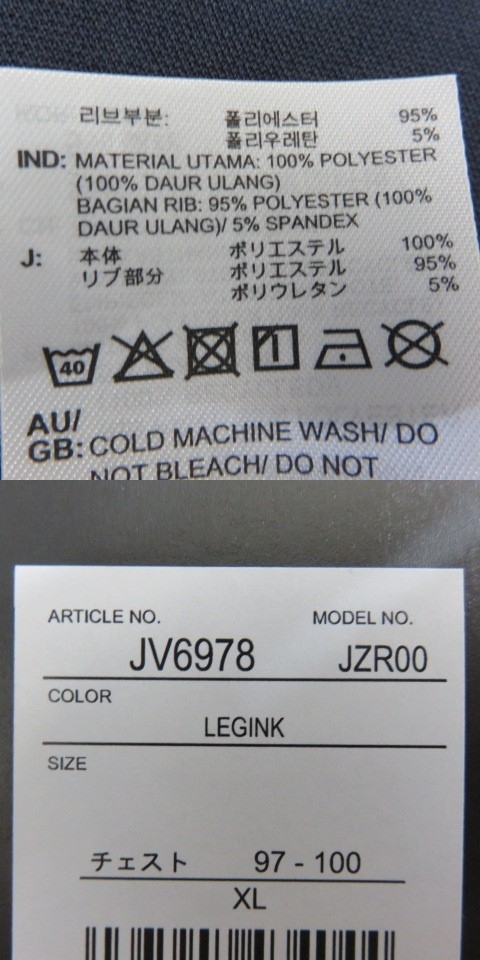 리브부분: 폴리에스터 95%
폴리우레탄 5%
IND: MATERIAL UTAMA: 100% POLYESTER
(100% DAUR ULANG)
BAGIAN RIB: 95% POLYESTER (100%
DAUR ULANG)/ 5% SPANDEX
J: 本体 ポリエステル 100%
リブ部分 ポリエステル 95%
ポリウレタン 5%
40
AU/
GB: COLD MACHINE WASH/ DO
NOT BLEACH/ DO NOT
ARTICLE NO. MODEL NO.
JV6978 JZR00
COLOR
LEGINK
SIZE
チェスト 97 - 100
XL